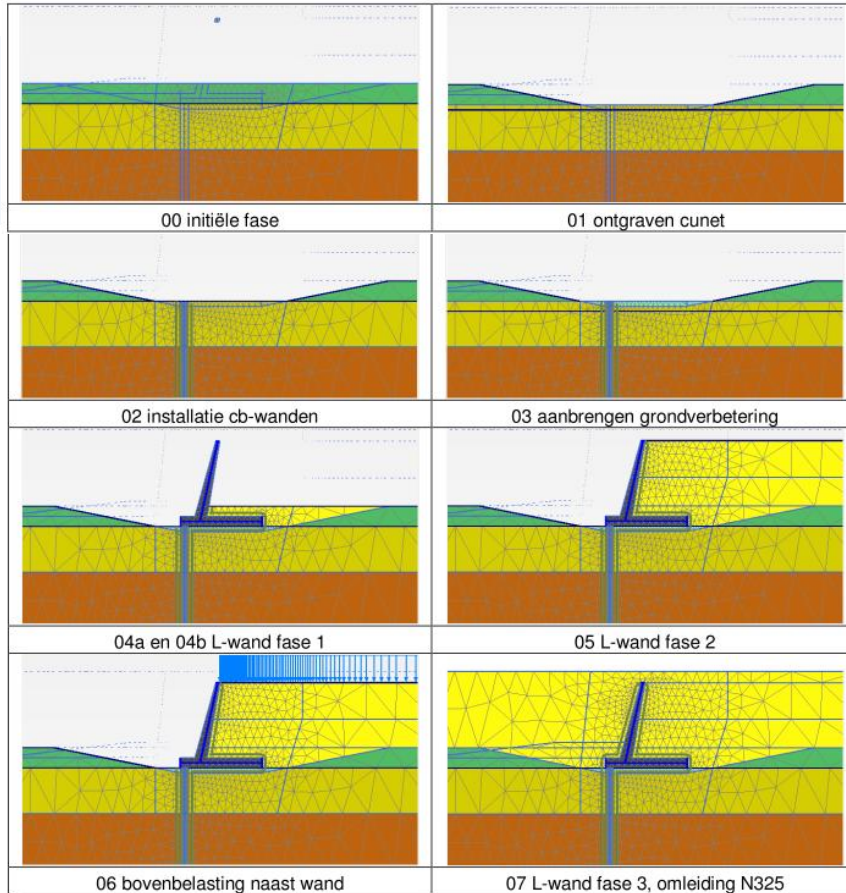 00 initiële fase
01 ontgraven cunet
02 installatie cb-wanden
03 aanbrengen grondverbetering
04a en 04b L-wand fase 1
05 L-wand fase 2
06 bovenbelasting naast wand
07 L-wand fase 3, omleiding N325